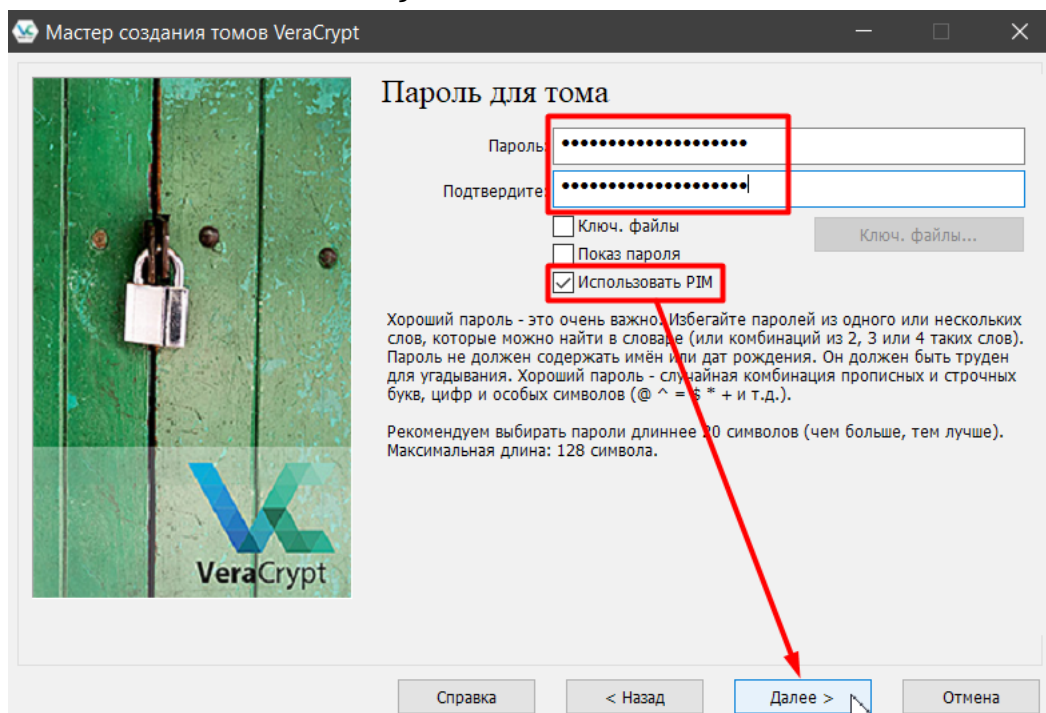 Мастер создания томов VeraCrypt
Пароль для тома
Пароль: ••••••••••••••••••••
Подтвердите: ••••••••••••••••••••
Ключ. файлы
Ключ. файлы...
Показ пароля
Использовать PIM
Хороший пароль - это очень важно. Избегайте паролей из одного или нескольких
слов, которые можно найти в словаре (или комбинаций из 2, 3 или 4 таких слов).
Пароль не должен содержать имён или дат рождения. Он должен быть труден
для угадывания. Хороший пароль - случайная комбинация прописных и строчных
букв, цифр и особых символов (@ ^ = $ * + и т.д.).
Рекомендуем выбирать пароли длиннее 20 символов (чем больше, тем лучше).
Максимальная длина: 128 символа.
VeraCrypt
Справка
< Назад
Далее >
Отмена